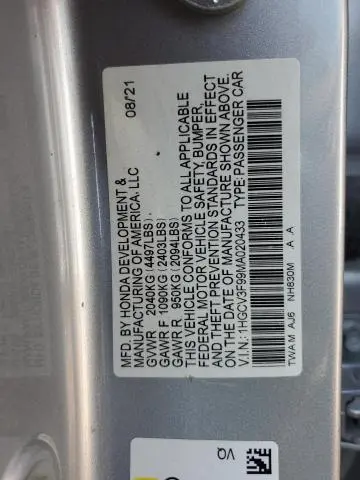 MFD. BY HONDA DEVELOPMENT & 08/21
MANUFACTURING OF AMERICA, LLC
GVWR 2040KG (4497LBS).
GAWR F 1090KG (2403LBS)
GAWR R. 950KG (2094LBS)
THIS VEHICLE CONFORMS TO ALL APPLICABLE
FEDERAL MOTOR VEHICLE SAFETY, BUMPER,
AND THEFT PREVENTION STANDARDS IN EFFECT
ON THE DATE OF MANUFACTURE SHOWN ABOVE.
V.I.N.: 1HGCV3F99MA020433 TYPE:PASSENGER CAR
TWA M AJ6 NH830M A .A
VQ